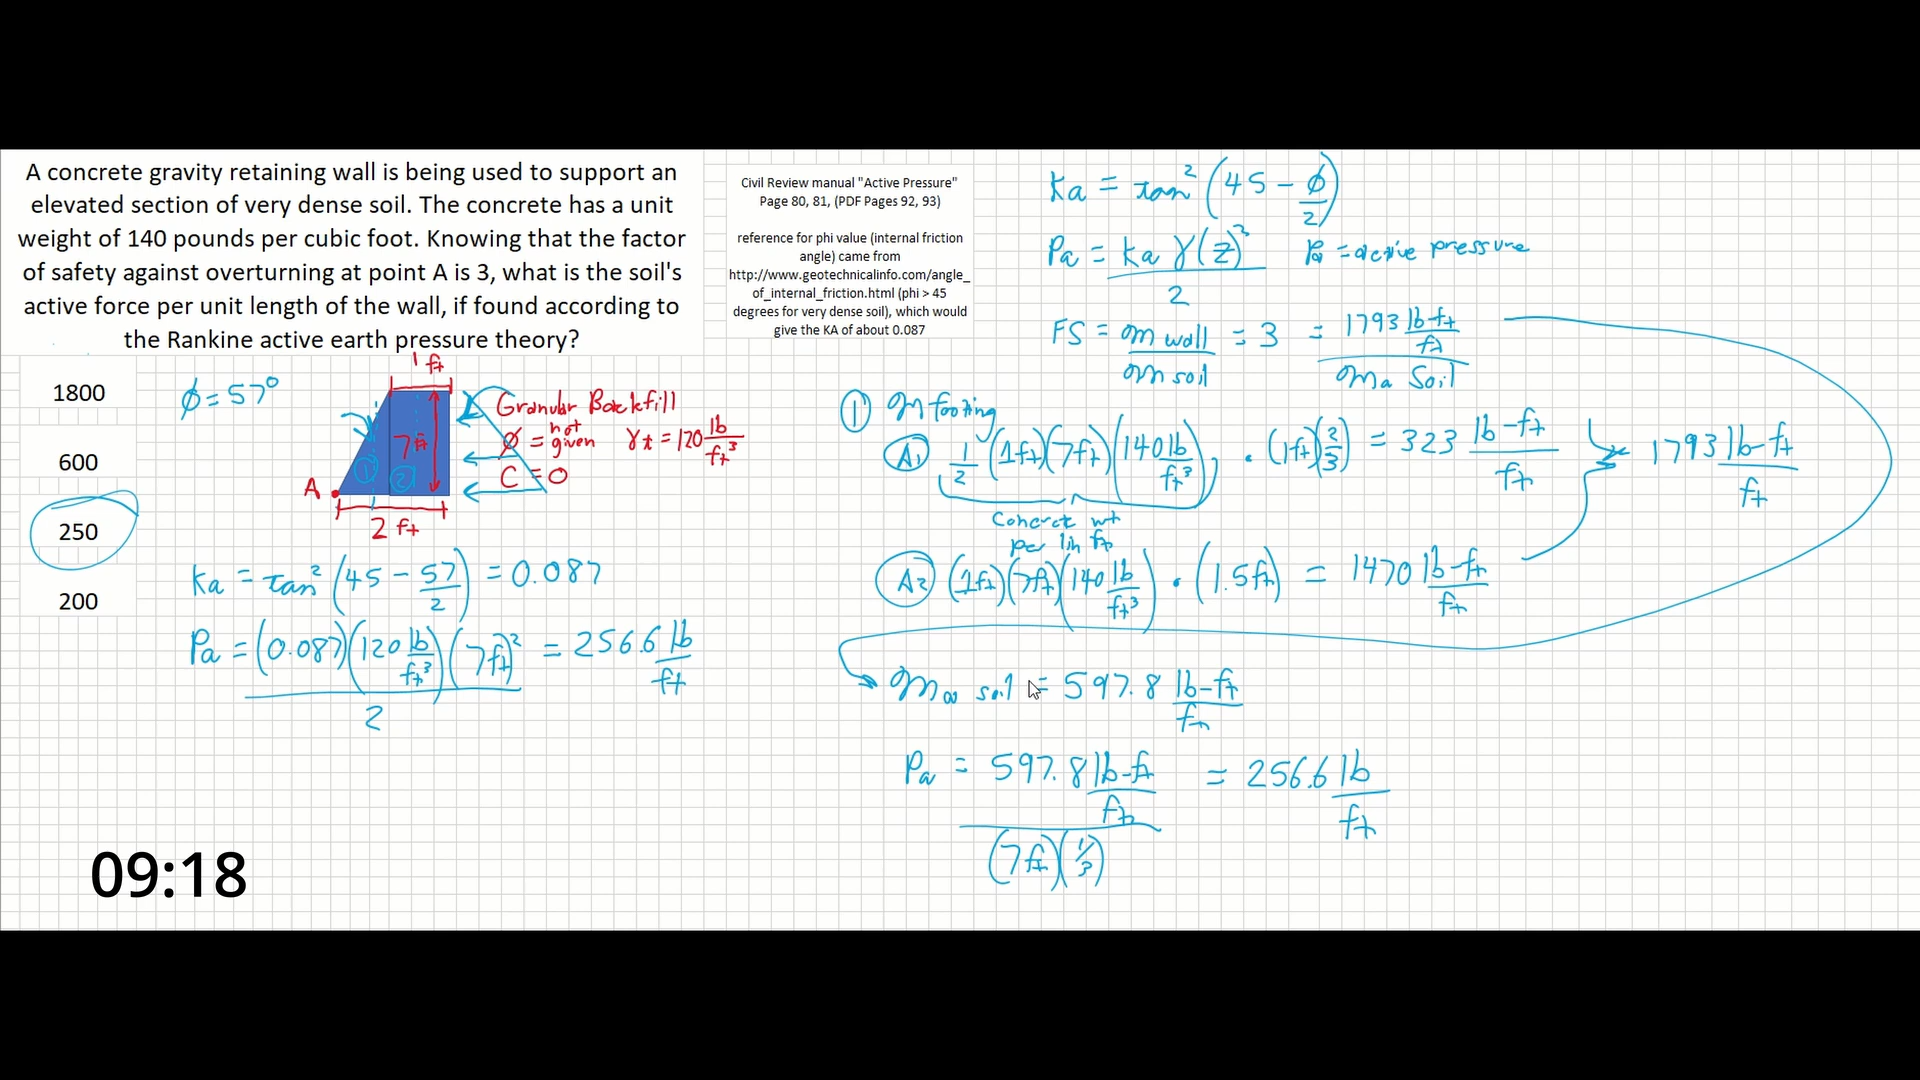 A concrete gravity retaining wall is being used to support an
elevated section of very dense soil. The concrete has a unit
weight of 140 pounds per cubic foot. Knowing that the factor
of safety against overturning at point A is 3, what is the soil's
active force per unit length of the wall, if found according to
the Rankine active earth pressure theory?
1800
600
250
200
ϕ = 57°
1 ft
7 ft
1
2
A
2 ft
Granular Backfill
ϕ = not given γt = 120 lb/ft³
C = 0
Ka = tan² (45 - 57/2) = 0.087
Pa = (0.087)(120 lb/ft³)(7ft)² / 2 = 256.6 lb/ft
09:18
Civil Review manual "Active Pressure"
Page 80, 81, (PDF Pages 92, 93)
reference for phi value (internal friction
angle) came from
http://www.geotechnicalinfo.com/angle_
of_internal_friction.html (phi > 45
degrees for very dense soil), which would
give the KA of about 0.087
Ka = tan² (45 - ϕ/2)
Pa = Ka γ(z)² / 2 Pa = active pressure
FS = M wall / M soil = 3 = 1793 lb-ft/ft / Ma Soil
1 M footing
A1 1/2 (1ft)(7ft)(140 lb/ft³) · (1ft)(2/3) = 323 lb-ft/ft
1793 lb-ft/ft
Concrete wt
per lin ft
A2 (1ft)(7ft)(140 lb/ft³) · (1.5ft) = 1470 lb-ft/ft
Ma soil = 597.8 lb-ft/ft
Pa = 597.8 lb-ft/ft / (7ft)(1/3) = 256.6 lb/ft